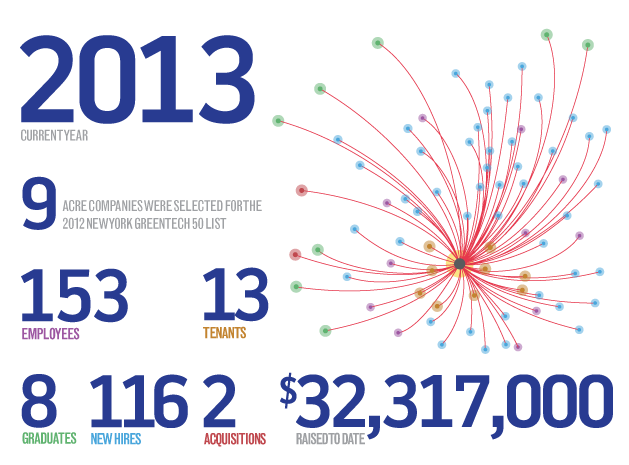 2013
CURRENT YEAR
9
ACRE COMPANIES WERE SELECTED FOR THE
2012 NEW YORK GREENTECH 50 LIST
153
EMPLOYEES
13
TENANTS
8
GRADUATES
116
NEW HIRES
2
ACQUISITIONS
$32,317,000
RAISED TO DATE